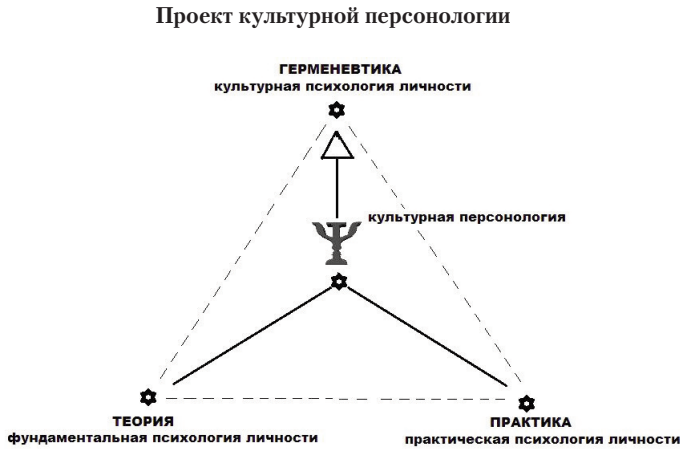 Проект культурной персонологии
ГЕРМЕНЕВТИКА
культурная психология личности
культурная персонология
ТЕОРИЯ
фундаментальная психология личности
ПРАКТИКА
практическая психология личности